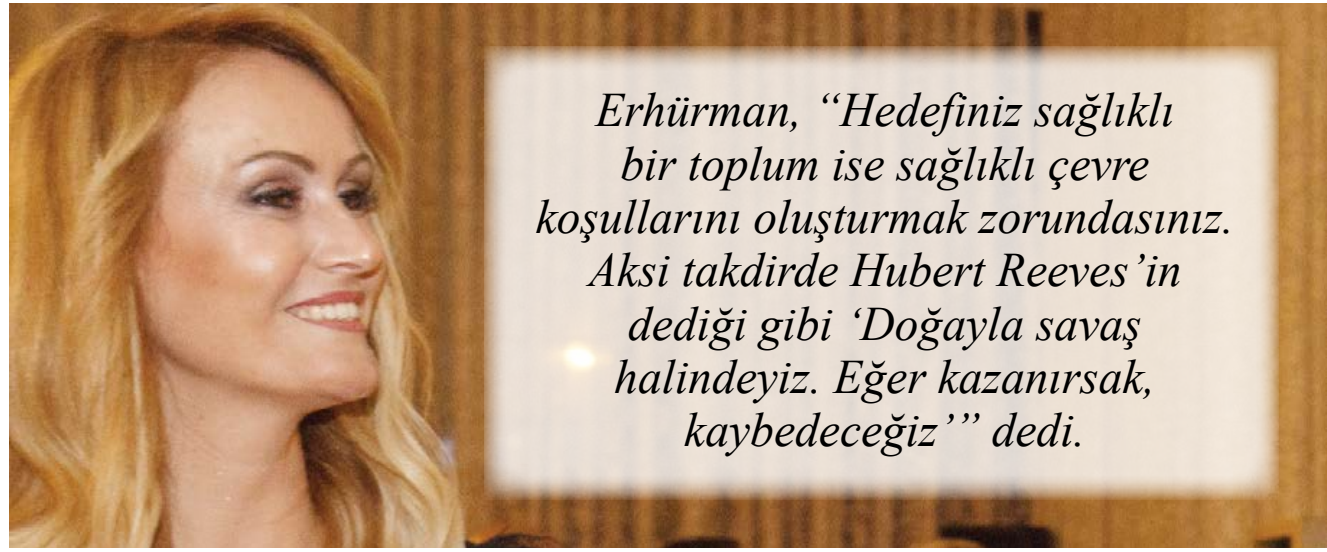 Erhürman, “Hedefiniz sağlıklı
bir toplum ise sağlıklı çevre
koşullarını oluşturmak zorundasınız.
Aksi takdirde Hubert Reeves’in
dediği gibi ‘Doğayla savaş
halindeyiz. Eğer kazanırsak,
kaybedeceğiz’” dedi.